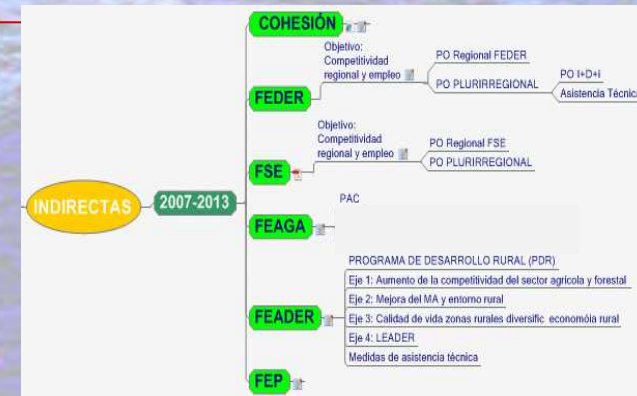 COHESIÓN
Objetivo:
Competitividad
regional y empleo
PO Regional FEDER
PO PLURIRREGIONAL
PO I+D+i
Asistencia Técnica
FEDER
Objetivo:
Competitividad
regional y empleo
PO Regional FSE
PO PLURIRREGIONAL
FSE
INDIRECTAS
2007-2013
PAC
FEAGA
PROGRAMA DE DESARROLLO RURAL (PDR)
Eje 1: Aumento de la competitividad del sector agrícola y forestal
Eje 2: Mejora del MA y entorno rural
Eje 3: Calidad de vida zonas rurales diversific economóia rural
Eje 4: LEADER
Medidas de asistencia técnica
FEADER
FEP